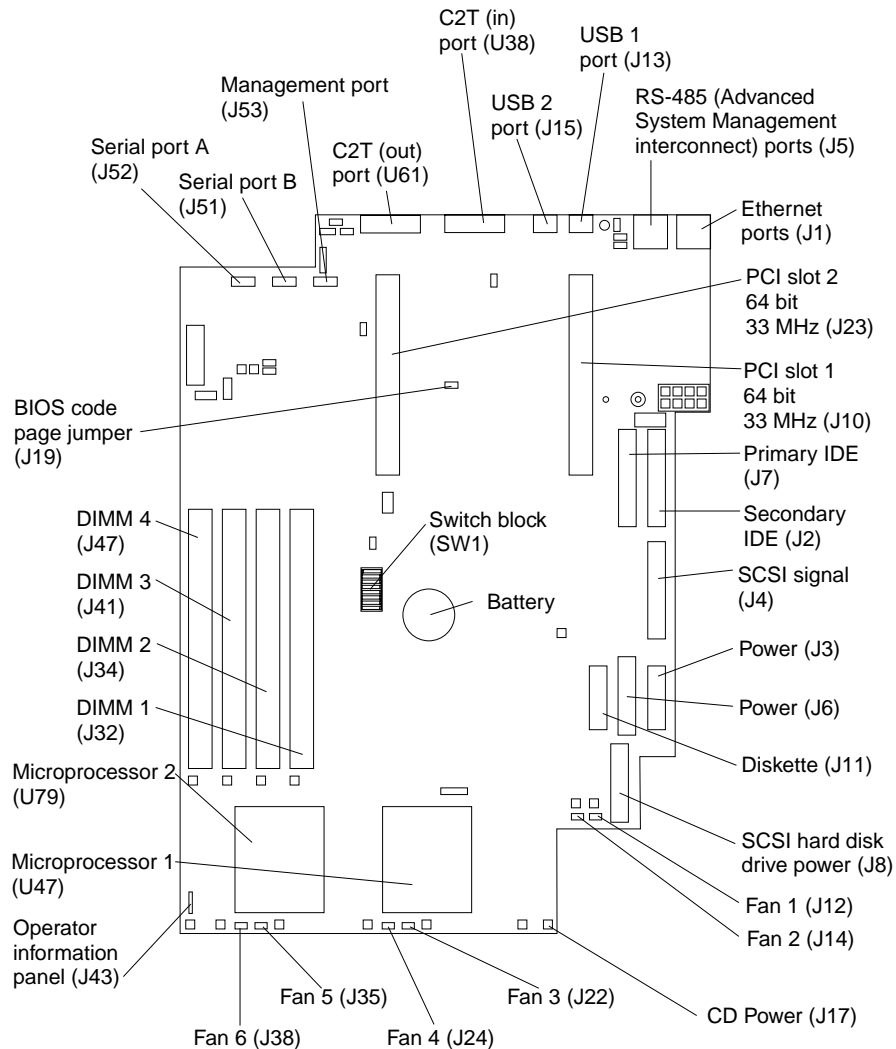 C2T (in)
port (U38)
USB 1
port (J13)
Management port
(J53)
USB 2
port (J15)
RS-485 (Advanced
System Management
interconnect) ports (J5)
Serial port A
(J52)
C2T (out)
port (U61)
Serial port B
(J51)
Ethernet
ports (J1)
PCI slot 2
64 bit
33 MHz (J23)
PCI slot 1
64 bit
33 MHz (J10)
BIOS code
page jumper
(J19)
Primary IDE
(J7)
DIMM 4
(J47)
Switch block
(SW1)
Secondary
IDE (J2)
DIMM 3
(J41)
SCSI signal
(J4)
Battery
DIMM 2
(J34)
Power (J3)
DIMM 1
(J32)
Power (J6)
Microprocessor 2
(U79)
Diskette (J11)
Microprocessor 1
(U47)
SCSI hard disk
drive power (J8)
Fan 1 (J12)
Operator
information
panel (J43)
Fan 2 (J14)
Fan 5 (J35)
Fan 3 (J22)
CD Power (J17)
Fan 6 (J38)
Fan 4 (J24)